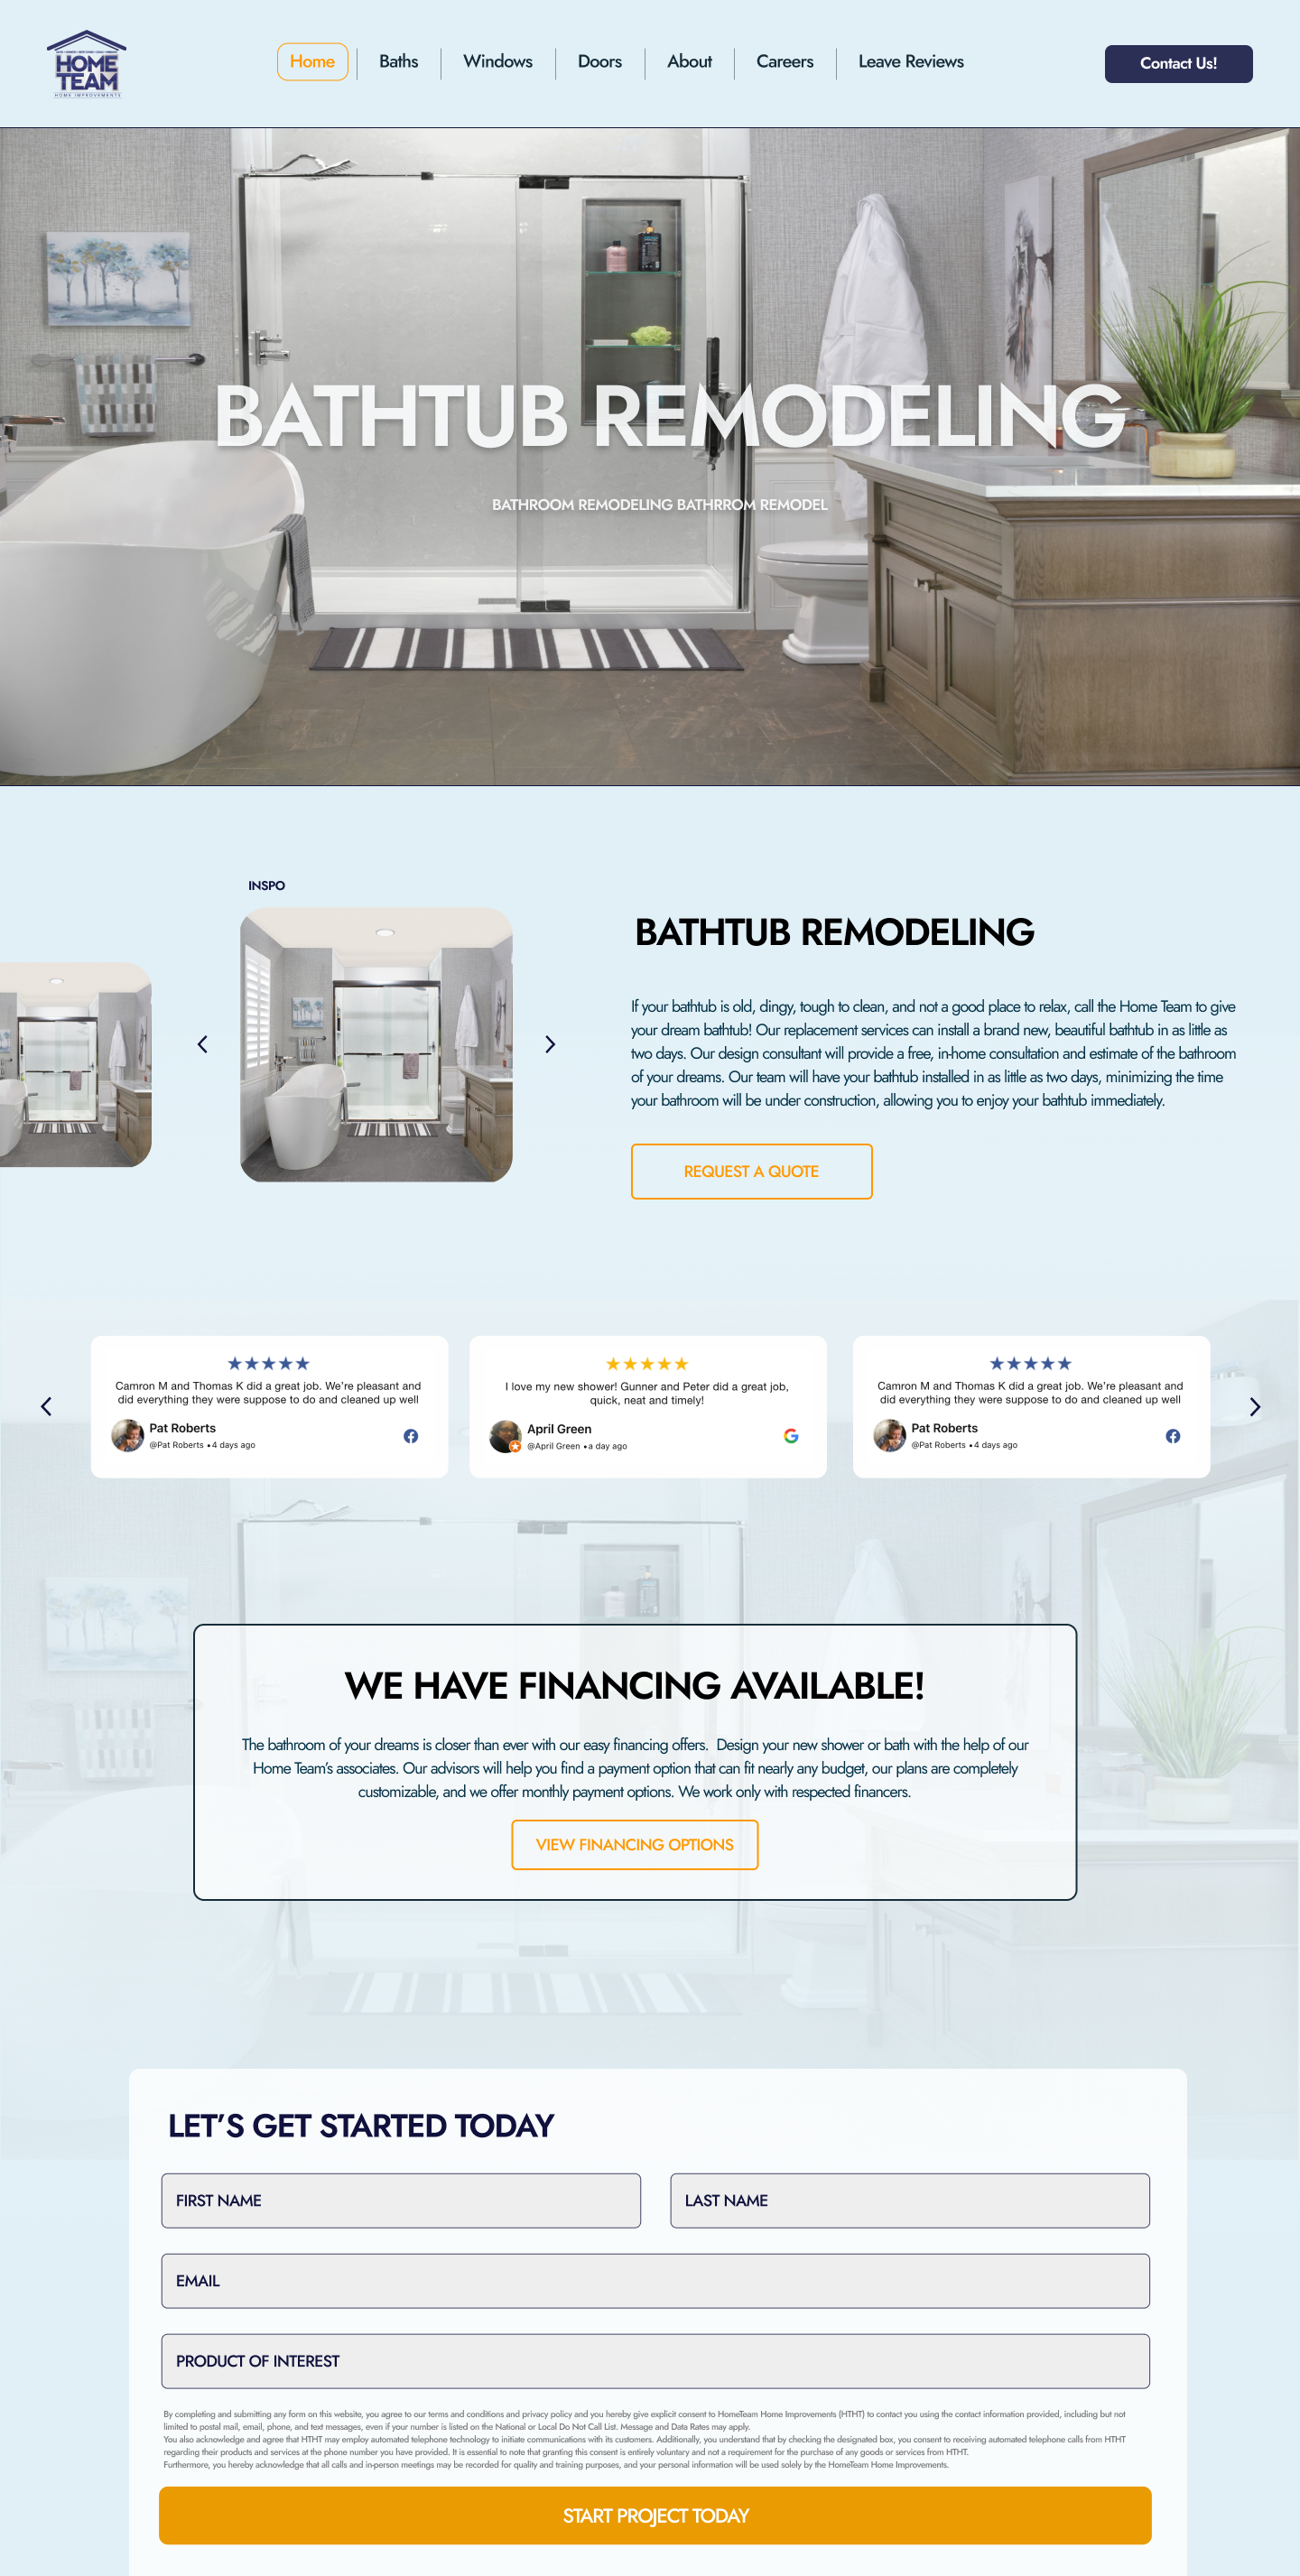 HOME
TEAM
HOME IMPROVEMENTS
Home
Baths
Windows
Doors
About
Careers
Leave Reviews
Contact Us!
BATHTUB REMODELING
BATHROOM REMODELING BATHRROM REMODEL
INSPO
BATHTUB REMODELING
If your bathtub is old, dingy, tough to clean, and not a good place to relax, call the Home Team to give
your dream bathtub! Our replacement services can install a brand new, beautiful bathtub in as little as
two days. Our design consultant will provide a free, in-home consultation and estimate of the bathroom
of your dreams. Our team will have your bathtub installed in as little as two days, minimizing the time
your bathroom will be under construction, allowing you to enjoy your bathtub immediately.
REQUEST A QUOTE
Camron M and Thomas K did a great job. We're pleasant and
did everything they were suppose to do and cleaned up well
Pat Roberts
@Pat Roberts • 4 days ago
I love my new shower! Gunner and Peter did a great job,
quick, neat and timely!
April Green
@April Green • a day ago
Camron M and Thomas K did a great job. We're pleasant and
did everything they were suppose to do and cleaned up well
Pat Roberts
@Pat Roberts • 4 days ago
WE HAVE FINANCING AVAILABLE!
The bathroom of your dreams is closer than ever with our easy financing offers. Design your new shower or bath with the help of our
Home Team's associates. Our advisors will help you find a payment option that can fit nearly any budget, our plans are completely
customizable, and we offer monthly payment options. We work only with respected financers.
VIEW FINANCING OPTIONS
LET'S GET STARTED TODAY
FIRST NAME
LAST NAME
EMAIL
PRODUCT OF INTEREST
By completing and submitting any form on this website, you agree to our terms and conditions and privacy policy and you hereby give explicit consent to HomeTeam Home Improvements (HTHT) to contact you using the contact information provided, including but not
limited to postal mail, email, phone, and text messages, even if your number is listed on the National or Local Do Not Call List. Message and Data Rates may apply.
You also acknowledge and agree that HTHT may employ automated telephone technology to initiate communications with its customers. Additionally, you understand that by checking the designated box, you consent to receiving automated telephone calls from HTHT
regarding their products and services at the phone number you have provided. It is essential to note that granting this consent is entirely voluntary and not a requirement for the purchase of any goods or services from HTHT.
Furthermore, you hereby acknowledge that all calls and in-person meetings may be recorded for quality and training purposes, and your personal information will be used solely by the HomeTeam Home Improvements.
START PROJECT TODAY